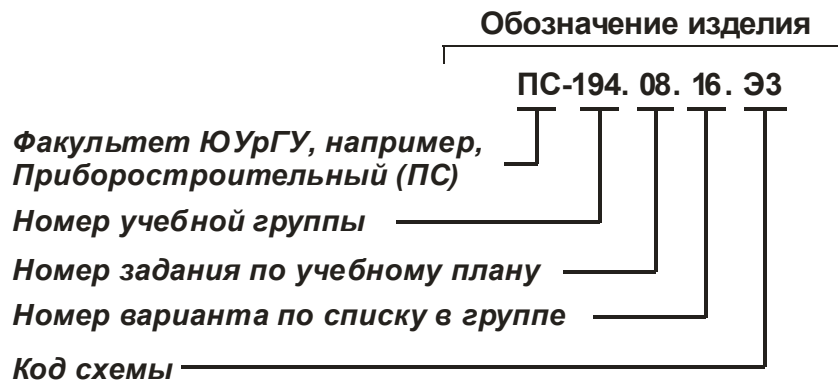 Обозначение изделия
ПС-194. 08. 16. Э3
Факультет ЮУрГУ, например,
Приборостроительный (ПС)
Номер учебной группы
Номер задания по учебному плану
Номер варианта по списку в группе
Код схемы